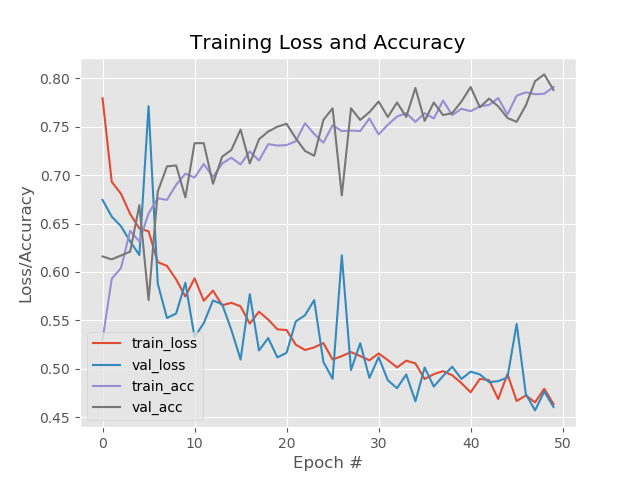 Training Loss and Accuracy
0.80
0.75
0.70
0.65
0.60
0.55
0.50
0.45
Loss/Accuracy
train_loss
val_loss
train_acc
val_acc
0 10 20 30 40 50
Epoch #